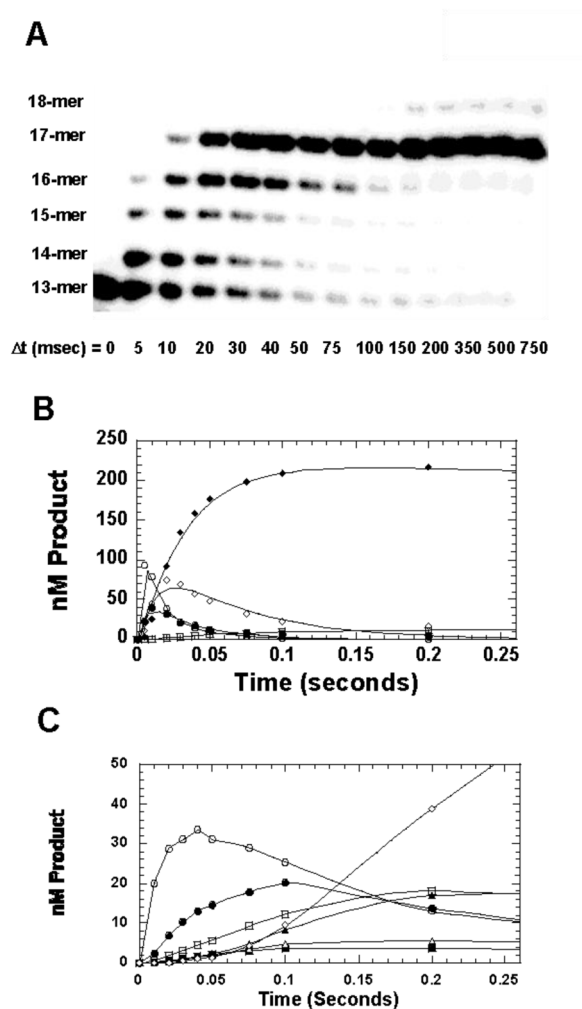 A
18-mer
17-mer
16-mer
15-mer
14-mer
13-mer
Δt (msec) = 0 5 10 20 30 40 50 75 100 150 200 350 500 750
B
250
200
150
100
50
0
nM Product
0 0.05 0.1 0.15 0.2 0.25
Time (seconds)
C
50
40
30
20
10
0
nM Product
0 0.05 0.1 0.15 0.2 0.25
Time (Seconds)